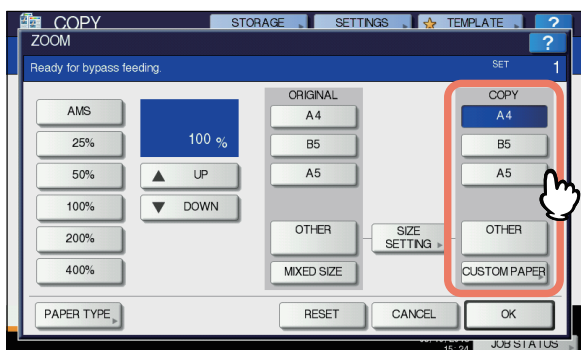 COPY STORAGE SETTINGS TEMPLATE ?
ZOOM ?
Ready for bypass feeding. SET 1
ORIGINAL COPY
AMS A4 A4
25% 100 % B5 B5
50% UP A5 A5
100% DOWN
200% OTHER SIZE SETTING OTHER
400% MIXED SIZE CUSTOM PAPER
PAPER TYPE RESET CANCEL OK
15:24 JOB STATUS